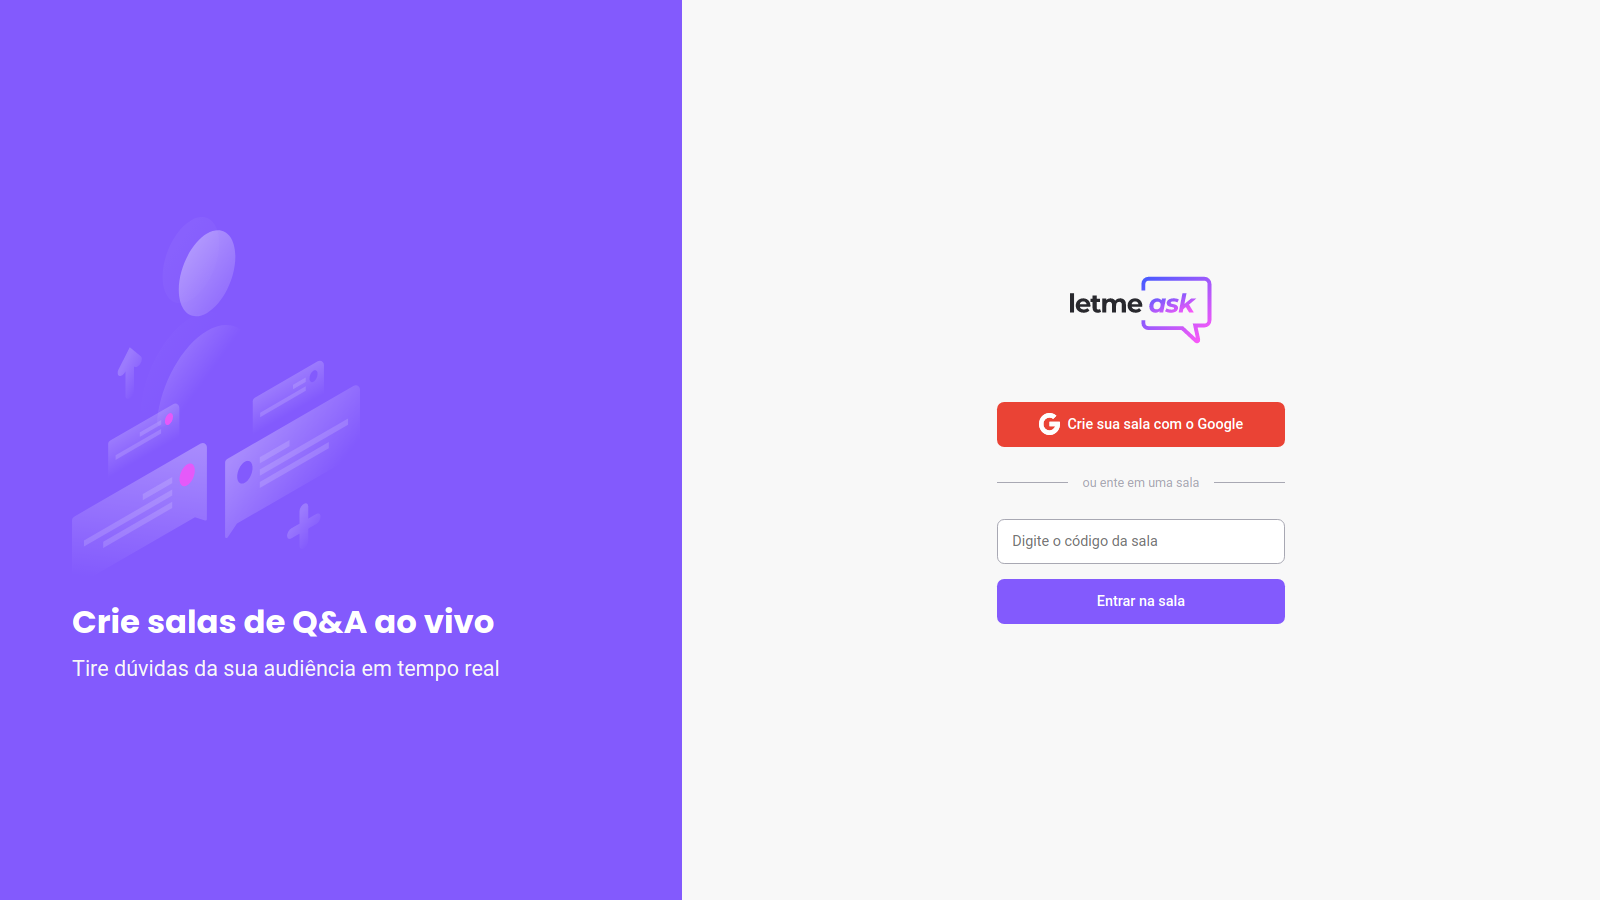 Crie salas de Q&A ao vivo
Tire dúvidas da sua audiência em tempo real
letme ask
Crie sua sala com o Google
ou ente em uma sala
Digite o código da sala
Entrar na sala